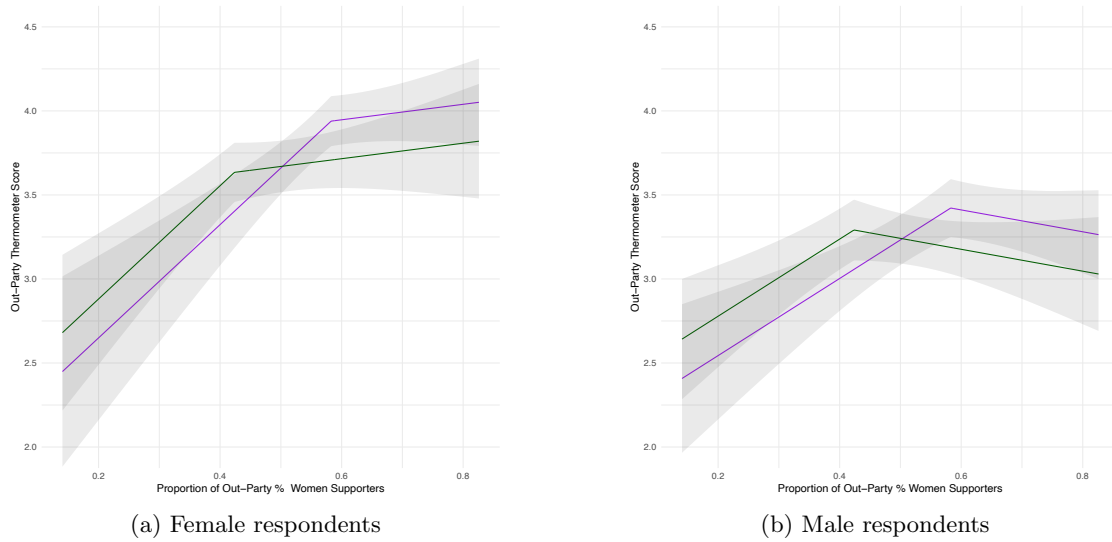 4.5
4.0
3.5
3.0
2.5
2.0
Out−Party Thermometer Score
0.2 0.4 0.6 0.8
Proportion of Out−Party %  Women Supporters
(a) Female respondents
4.5
4.0
3.5
3.0
2.5
2.0
Out−Party Thermometer Score
0.2 0.4 0.6 0.8
Proportion of Out−Party % Women Supporters
(b) Male respondents